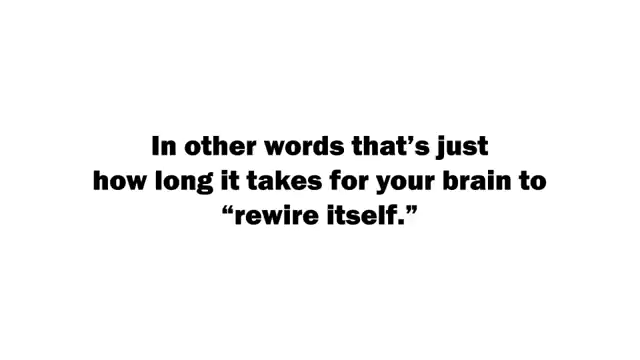 In other words that’s just
how long it takes for your brain to
“rewire itself.”